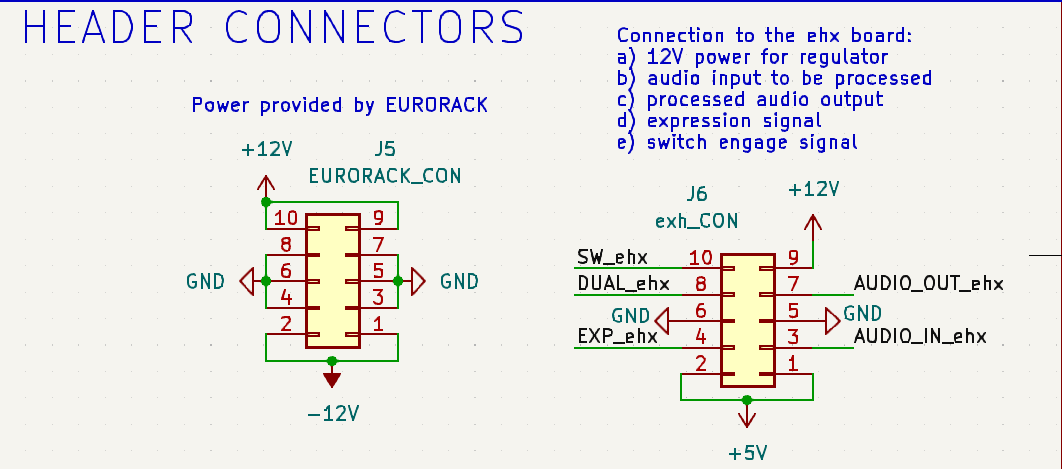 HEADER CONNECTORS
Connection to the ehx board:
a) 12V power for regulator
b) audio input to be processed
c) processed audio output
d) expression signal
e) switch engage signal
Power provided by EURORACK
+12V
J5
EURORACK_CON
10 9
8 7
GND 6 5 GND
4 3
2 1
-12V
J6
exh_CON
+12V
SW_ehx 10 9
DUAL_ehx 8 7 AUDIO_OUT_ehx
GND 6 5 GND
EXP_ehx 4 3 AUDIO_IN_ehx
2 1
+5V